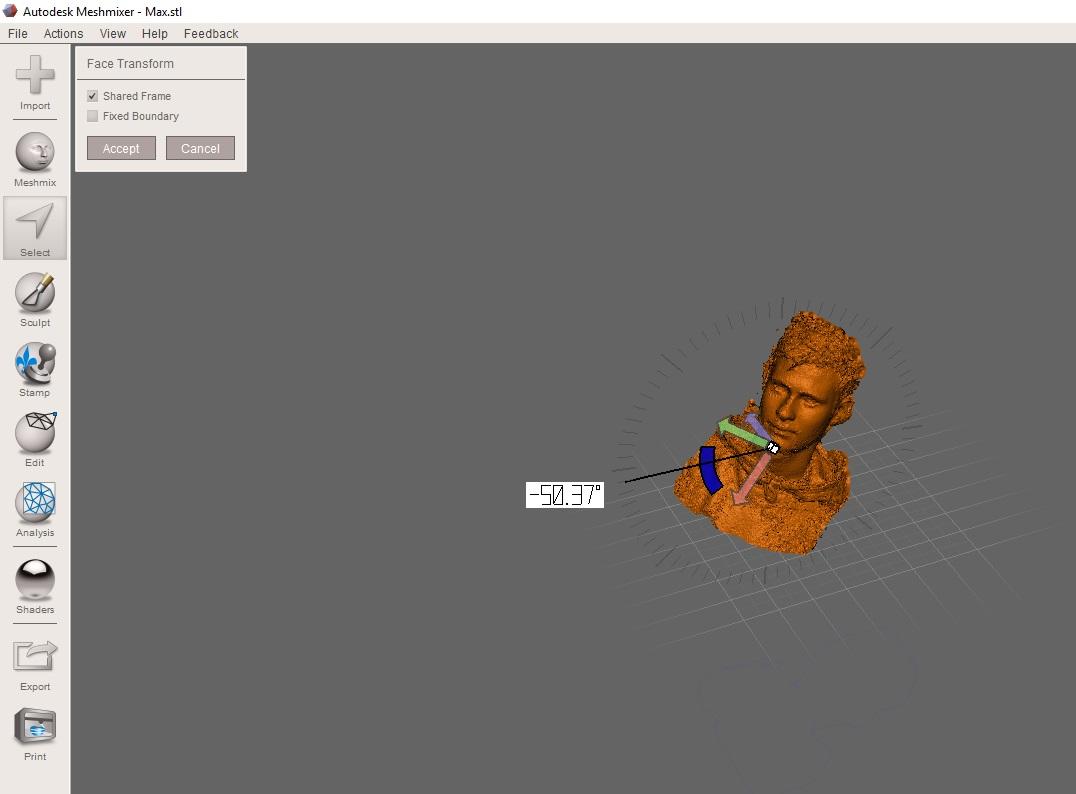 Autodesk Meshmixer - Max.stl
File Actions View Help Feedback
Face Transform
Shared Frame
Fixed Boundary
Accept Cancel
Import
Meshmix
Select
Sculpt
Stamp
Edit
Analysis
Shaders
Export
Print
-50.37°